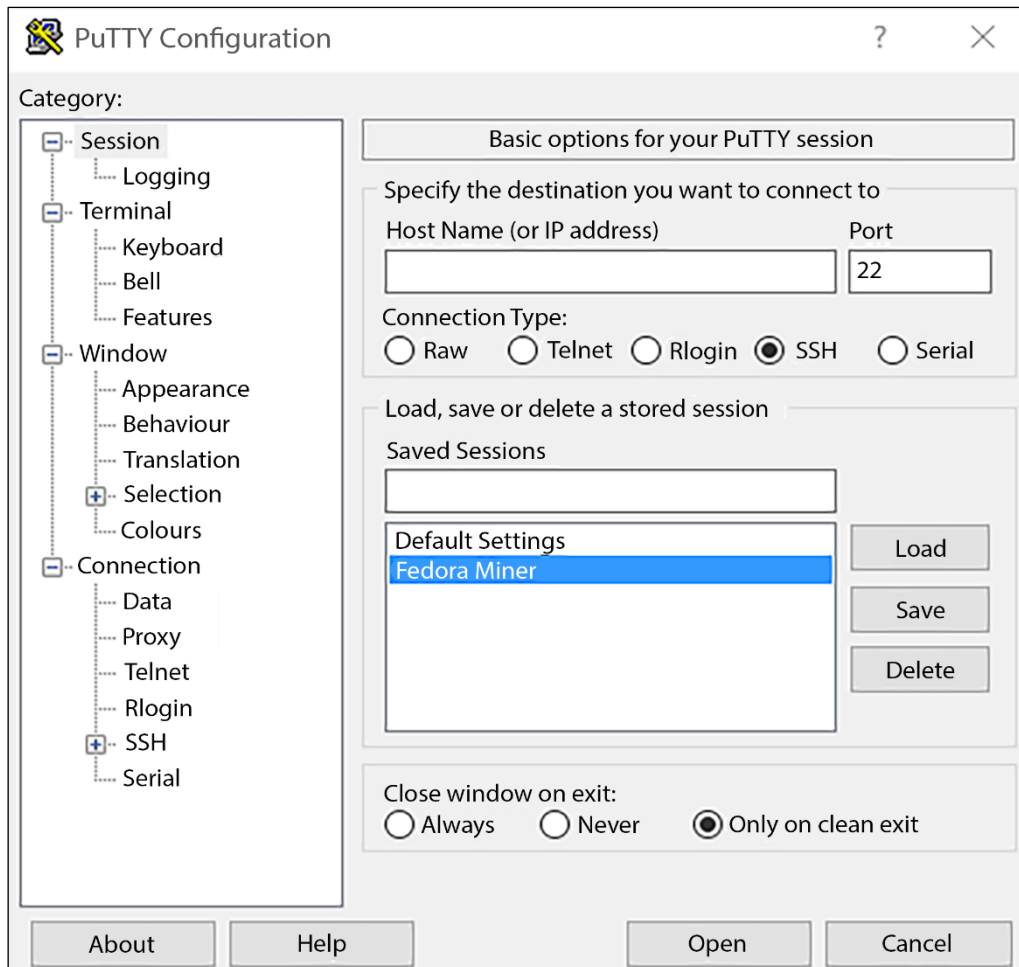 PuTTY Configuration
?
Category:
Session
Logging
Terminal
Keyboard
Bell
Features
Window
Appearance
Behaviour
Translation
Selection
Colours
Connection
Data
Proxy
Telnet
Rlogin
SSH
Serial
Basic options for your PuTTY session
Specify the destination you want to connect to
Host Name (or IP address) Port
22
Connection Type:
Raw Telnet Rlogin SSH Serial
Load, save or delete a stored session
Saved Sessions
Default Settings
Fedora Miner
Load
Save
Delete
Close window on exit:
Always Never Only on clean exit
About Help Open Cancel